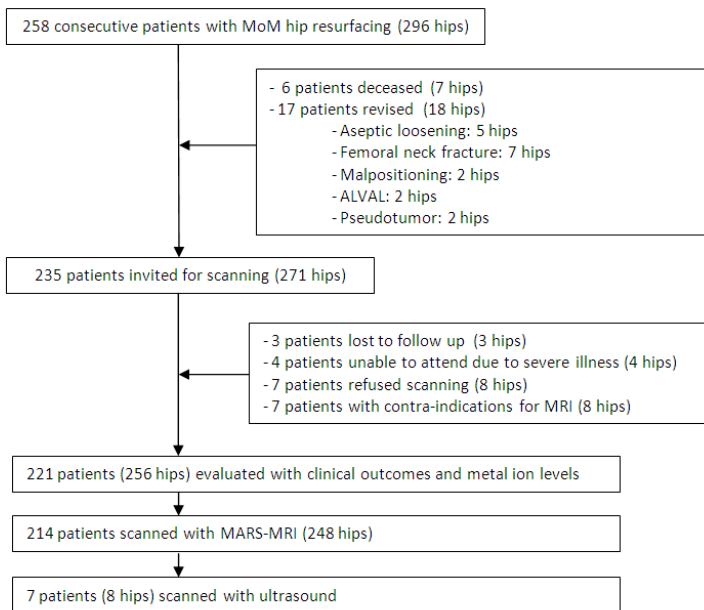 258 consecutive patients with MoM hip resurfacing (296 hips)
- 6 patients deceased (7 hips)
- 17 patients revised (18 hips)
- Aseptic loosening: 5 hips
- Femoral neck fracture: 7 hips
- Malpositioning: 2 hips
- ALVAL: 2 hips
- Pseudotumor: 2 hips
235 patients invited for scanning (271 hips)
- 3 patients lost to follow up (3 hips)
- 4 patients unable to attend due to severe illness (4 hips)
- 7 patients refused scanning (8 hips)
- 7 patients with contra-indications for MRI (8 hips)
221 patients (256 hips) evaluated with clinical outcomes and metal ion levels
214 patients scanned with MARS-MRI (248 hips)
7 patients (8 hips) scanned with ultrasound